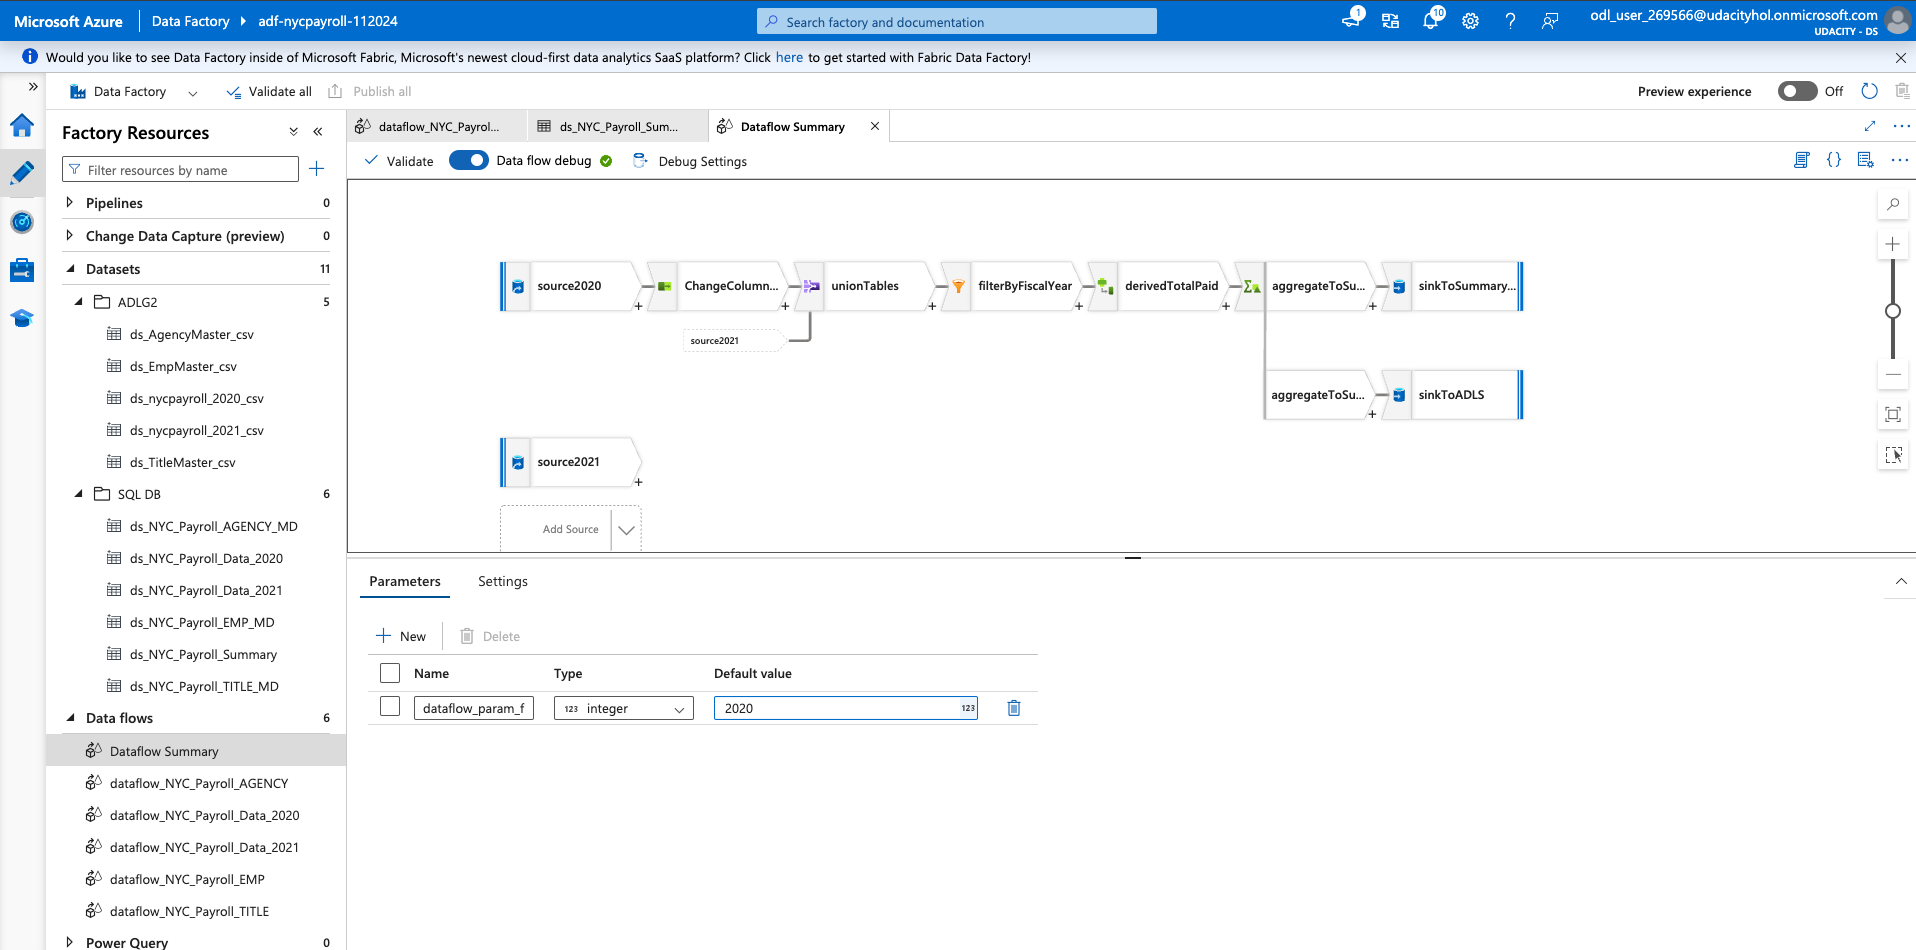 Microsoft Azure
Data Factory
adf-nycpayroll-112024
Search factory and documentation
1
10
odl_user_269566@udacityhol.onmicrosoft.com
UDACITY - DS
Would you like to see Data Factory inside of Microsoft Fabric, Microsoft's newest cloud-first data analytics SaaS platform? Click here to get started with Fabric Data Factory!
Data Factory
Validate all
Publish all
Preview experience
Off
Factory Resources
Filter resources by name
Pipelines 0
Change Data Capture (preview) 0
Datasets 11
ADLG2 5
ds_AgencyMaster_csv
ds_EmpMaster_csv
ds_nycpayroll_2020_csv
ds_nycpayroll_2021_csv
ds_TitleMaster_csv
SQL DB 6
ds_NYC_Payroll_AGENCY_MD
ds_NYC_Payroll_Data_2020
ds_NYC_Payroll_Data_2021
ds_NYC_Payroll_EMP_MD
ds_NYC_Payroll_Summary
ds_NYC_Payroll_TITLE_MD
Data flows 6
Dataflow Summary
dataflow_NYC_Payroll_AGENCY
dataflow_NYC_Payroll_Data_2020
dataflow_NYC_Payroll_Data_2021
dataflow_NYC_Payroll_EMP
dataflow_NYC_Payroll_TITLE
Power Query 0
dataflow_NYC_Payrol...
ds_NYC_Payroll_Sum...
Dataflow Summary
Validate
Data flow debug
Debug Settings
source2020
ChangeColumn...
unionTables
filterByFiscalYear
derivedTotalPaid
aggregateToSu...
sinkToSummary...
source2021
aggregateToSu...
sinkToADLS
source2021
Add Source
Parameters
Settings
New
Delete
Name Type Default value
dataflow_param_f
123 integer
2020
123